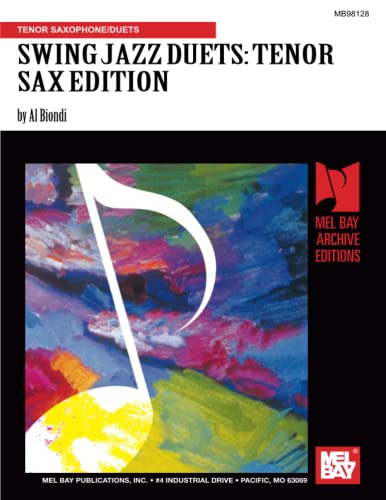 MB98128
TENOR SAXOPHONE/DUETS
SWING JAZZ DUETS: TENOR
SAX EDITION
by Al Biondi
MEL BAY
ARCHIVE
EDITIONS
MEL
BAY
MEL BAY PUBLICATIONS, INC. • #4 INDUSTRIAL DRIVE • PACIFIC, MO 63069